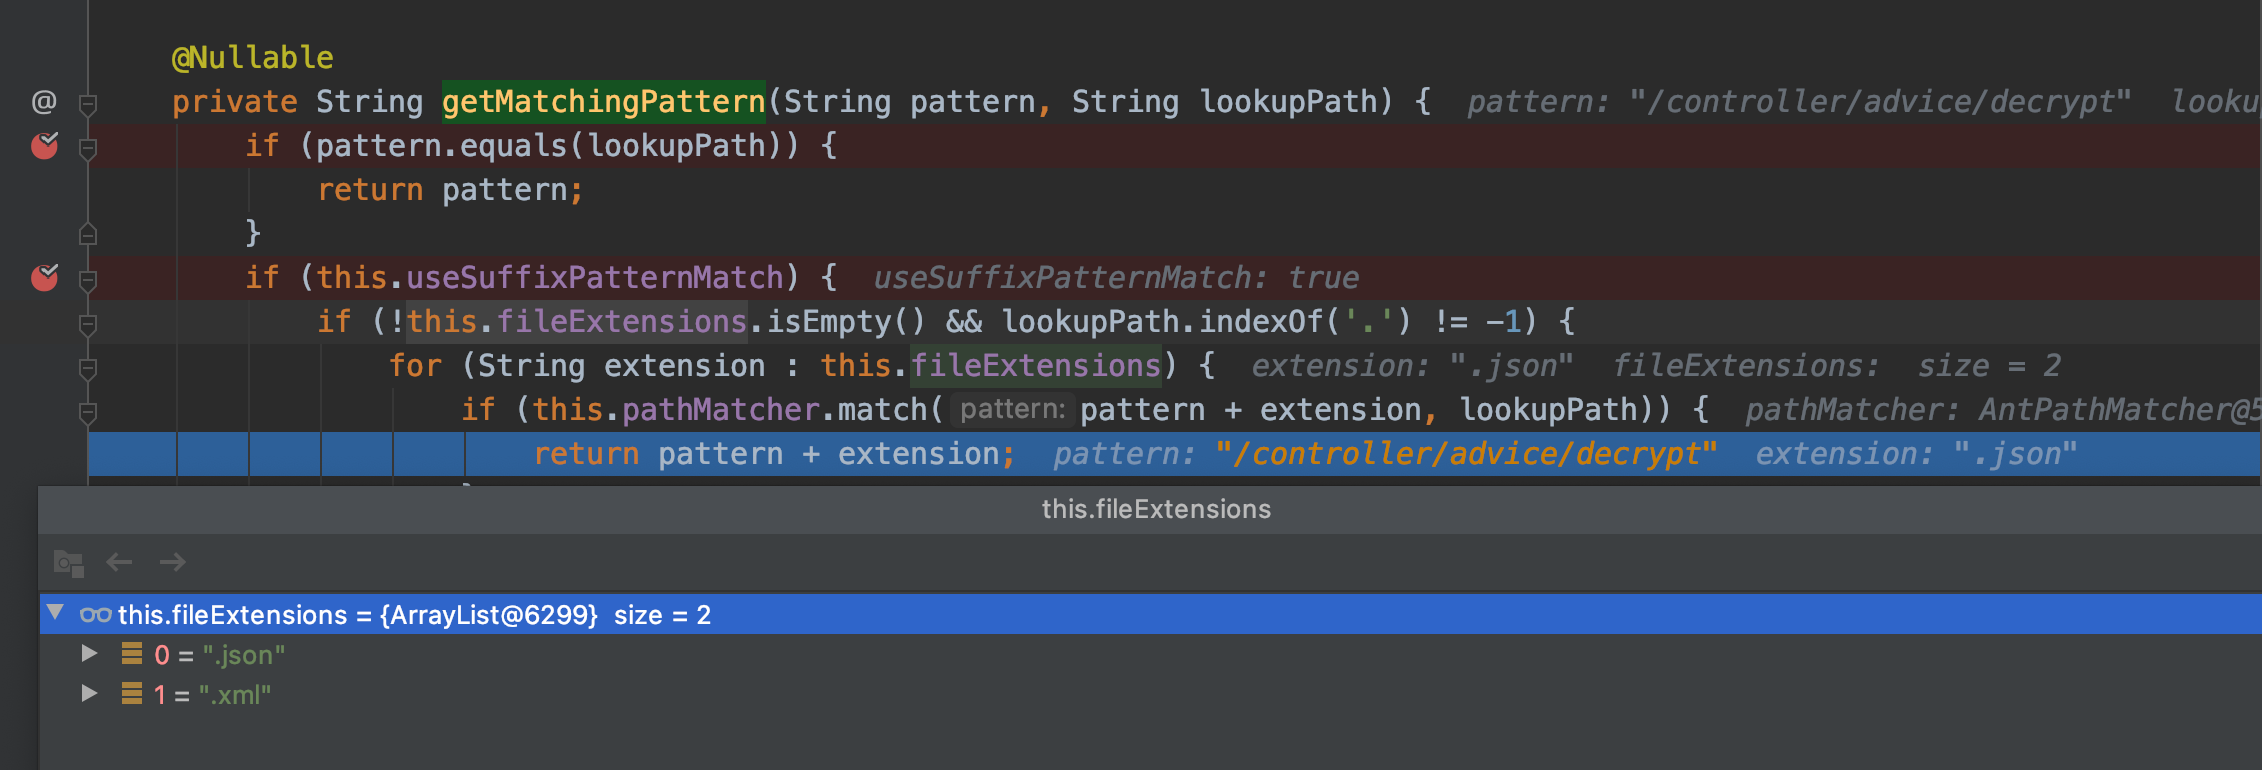 @Nullable
private String getMatchingPattern(String pattern, String lookupPath) { pattern: "/controller/advice/decrypt" looku
if (pattern.equals(lookupPath)) {
return pattern;
}
if (this.useSuffixPatternMatch) { useSuffixPatternMatch: true
if (!this.fileExtensions.isEmpty() && lookupPath.indexOf('.') != -1) {
for (String extension : this.fileExtensions) { extension: ".json" fileExtensions: size = 2
if (this.pathMatcher.match( pattern: pattern + extension, lookupPath)) { pathMatcher: AntPathMatcher@5
return pattern + extension; pattern: "/controller/advice/decrypt" extension: ".json"
this.fileExtensions
this.fileExtensions = {ArrayList@6299} size = 2
0 = ".json"
1 = ".xml"